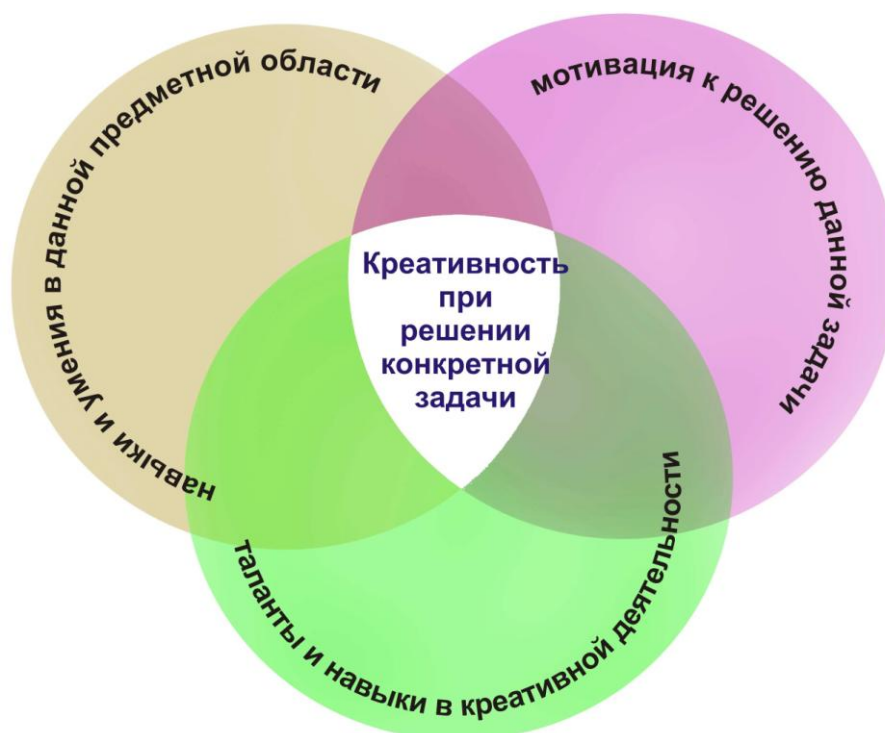 навыки и умения в данной предметной области
мотивация к решению данной задачи
Креативность
при
решении
конкретной
задачи
таланты и навыки в креативной деятельности